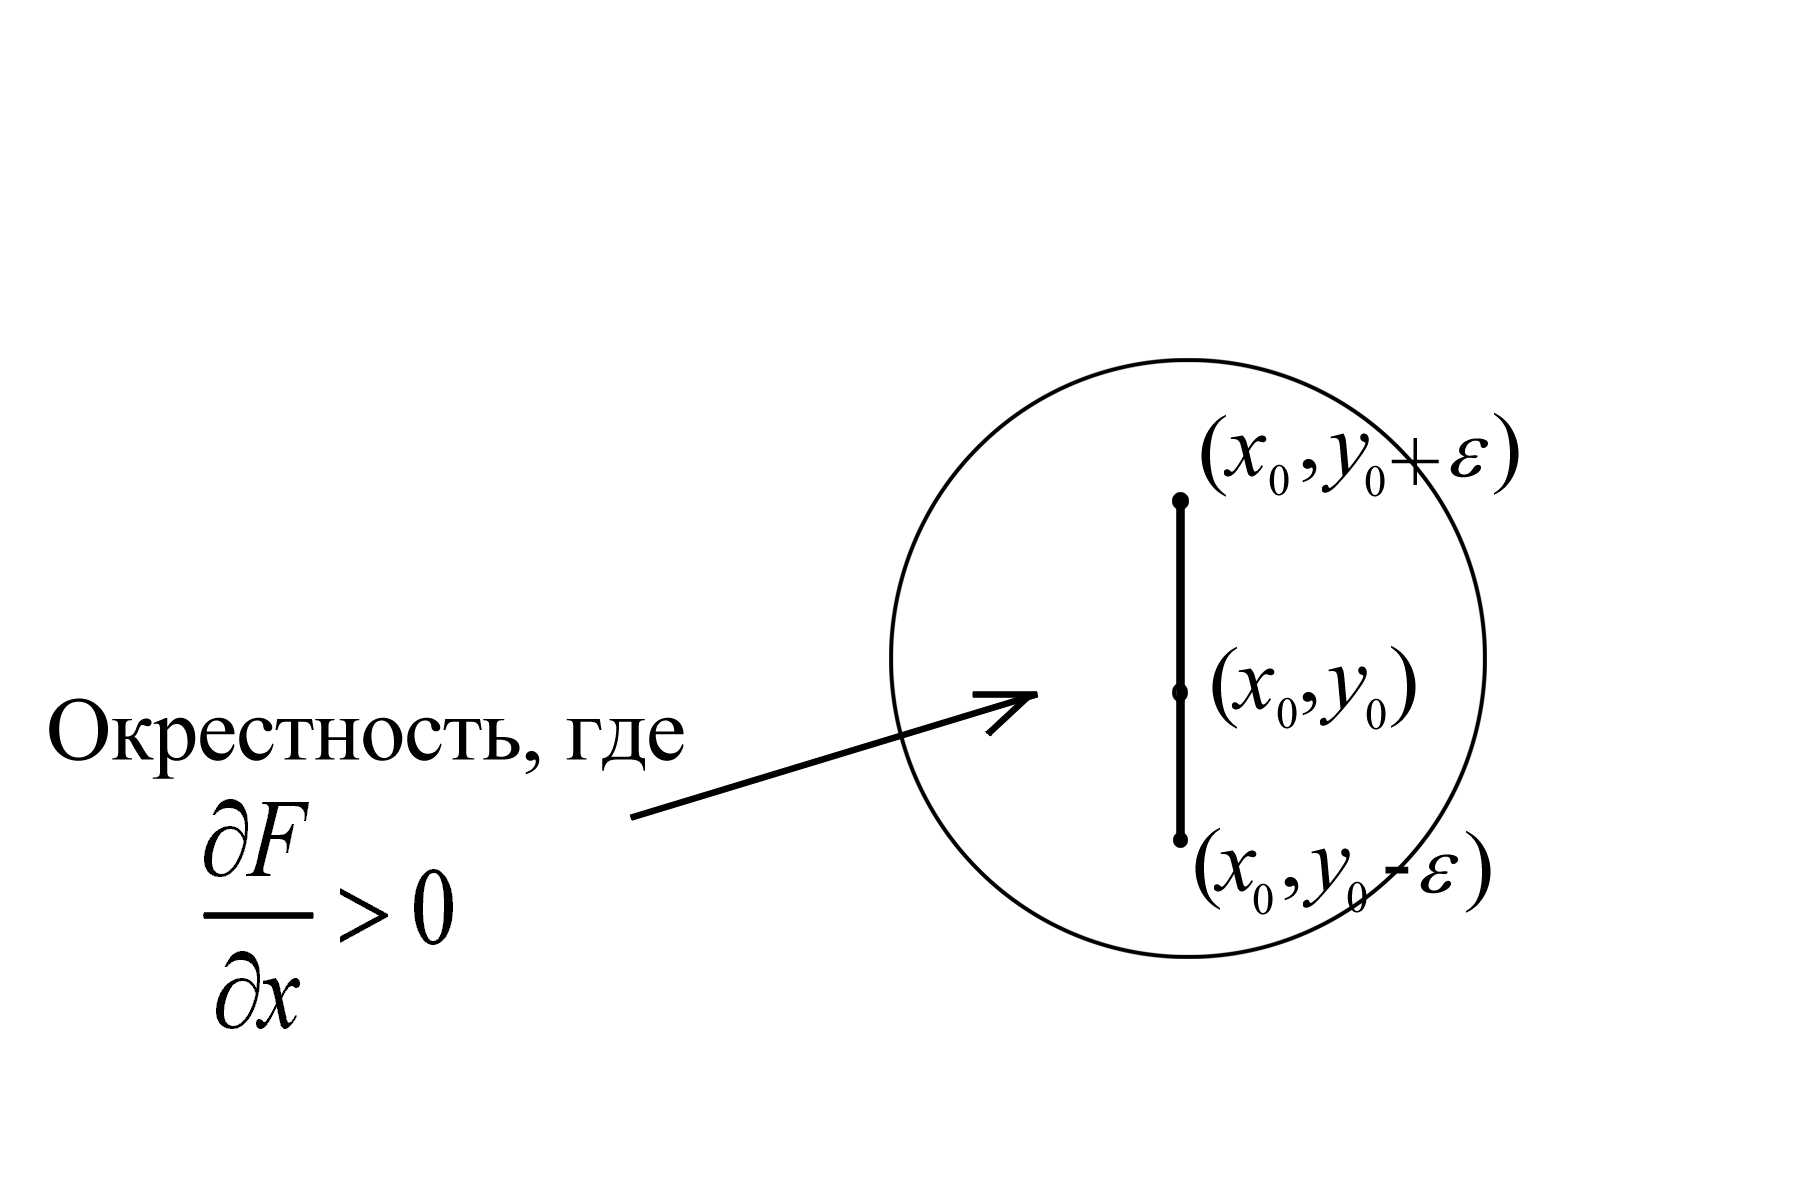 (x₀, y₀ + ε)
(x₀, y₀)
Окрестность, где
∂F/∂x > 0
(x₀, y₀ - ε)